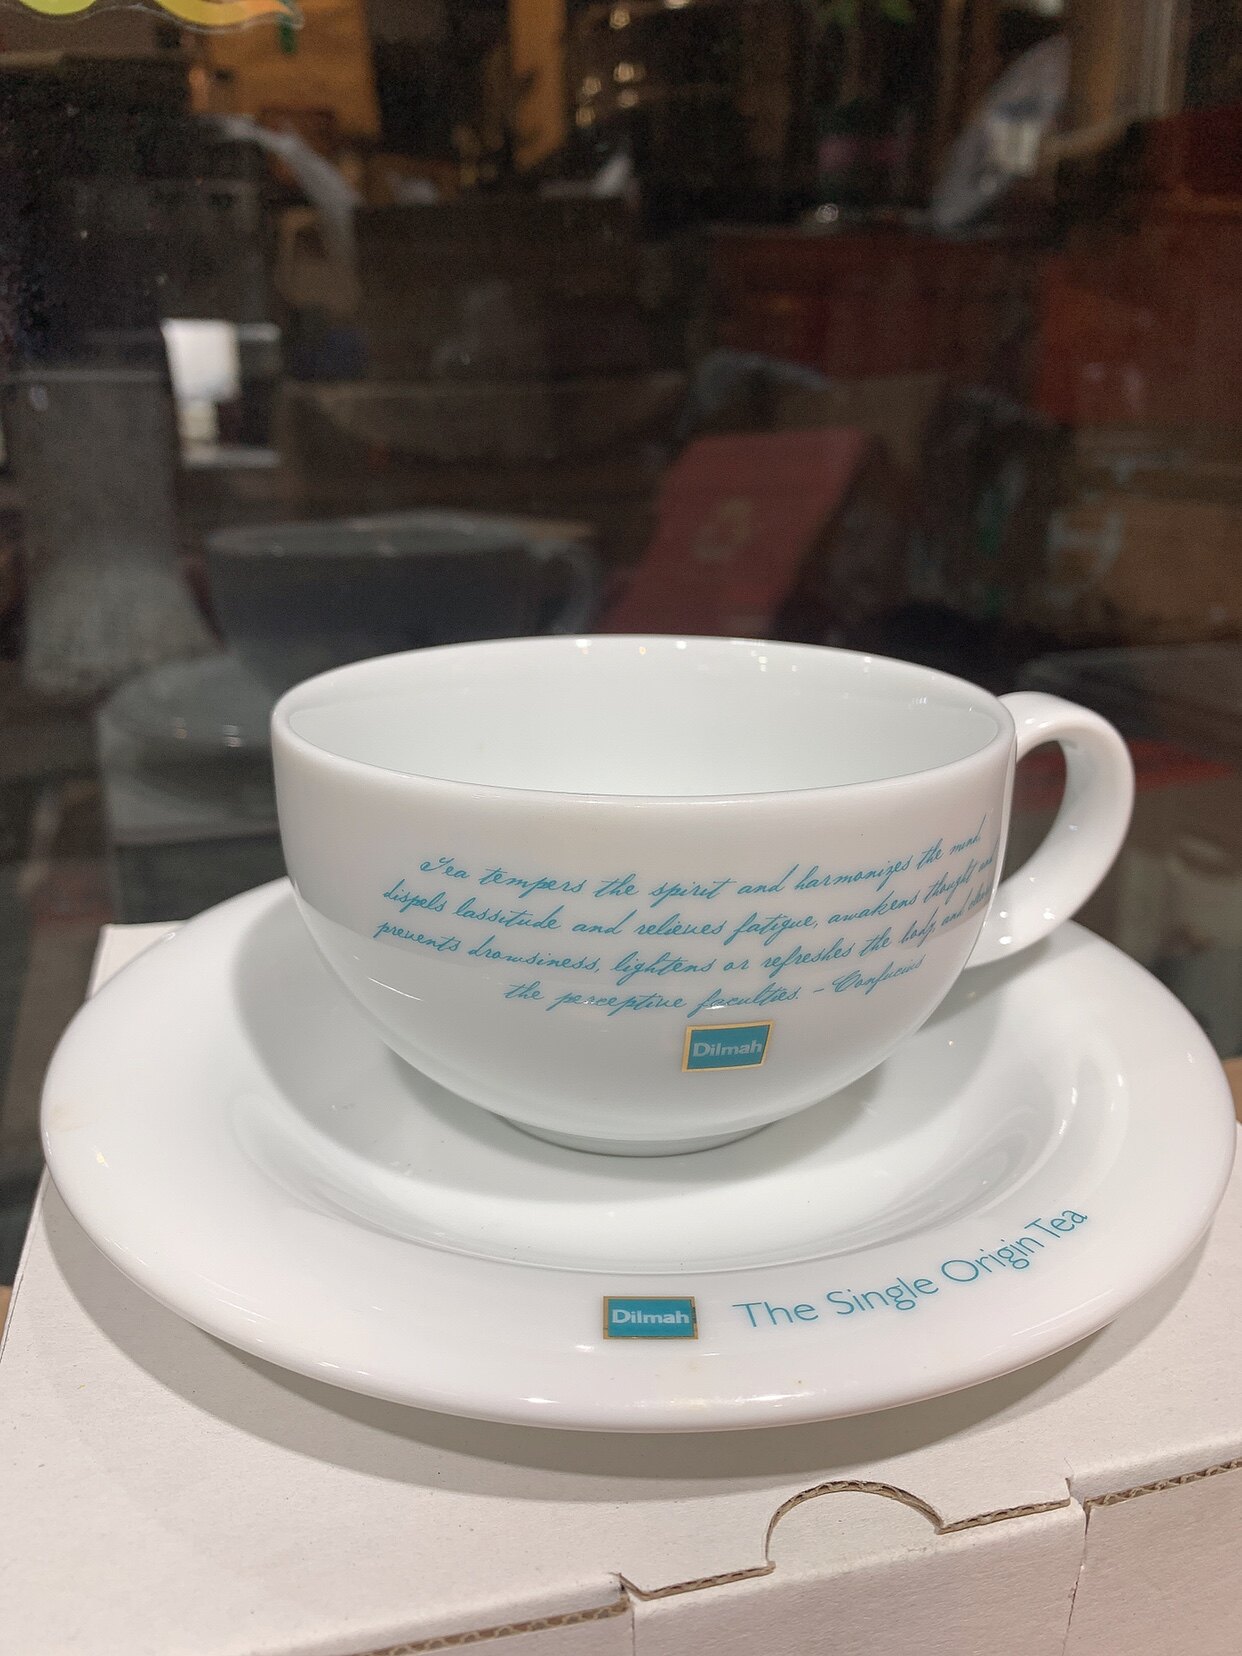 Tea tempers the spirit and harmonizes the mind
dispels lassitude and relieves fatigue, awakens thought and
prevents drowsiness, lightens or refreshes the body, and
the perceptive faculties. - Confucius
Dilmah
Dilmah The Single Origin Tea